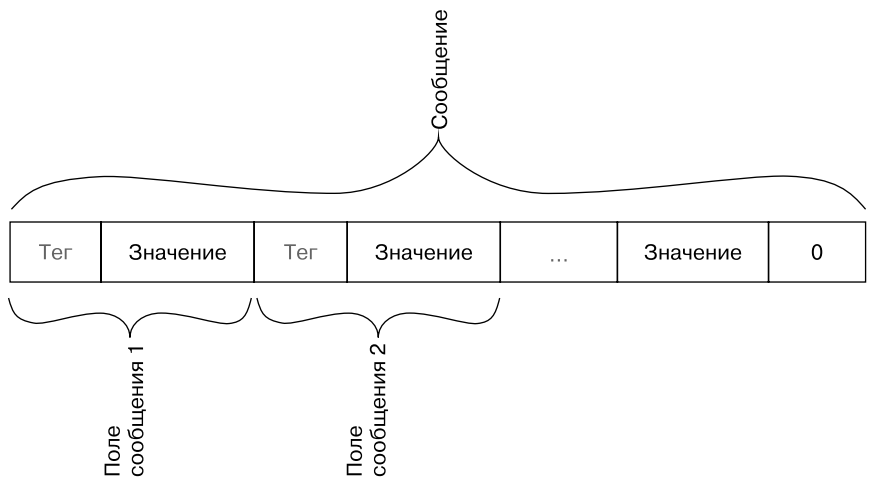 Сообщение
Тег Значение Тег Значение ... Значение 0
Поле
сообщения 1
Поле
сообщения 2